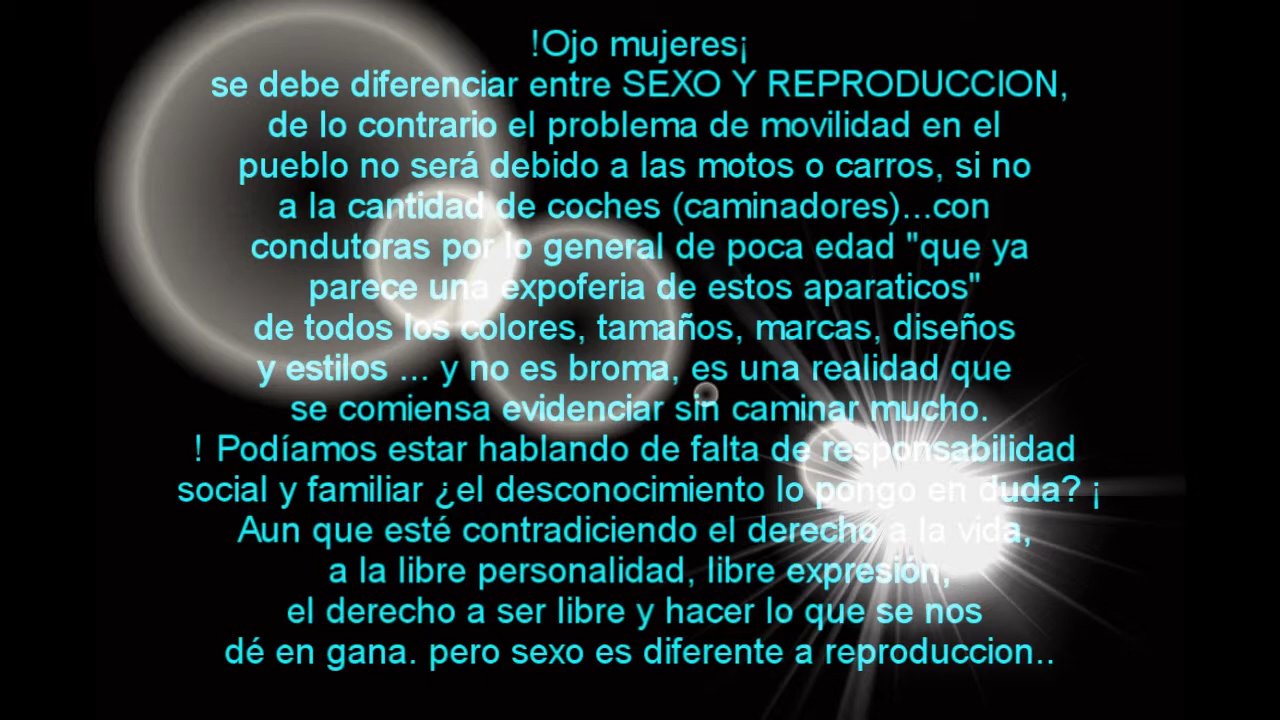 !Ojo mujeres¡
se debe diferenciar entre SEXO Y REPRODUCCION,
de lo contrario el problema de movilidad en el
pueblo no será debido a las motos o carros, si no
a la cantidad de coches (caminadores)...con
condutoras por lo general de poca edad "que ya
parece una expoferia de estos aparaticos"
de todos los colores, tamaños, marcas, diseños
y estilos ... y no es broma, es una realidad que
se comiensa evidenciar sin caminar mucho.
! Podíamos estar hablando de falta de responsabilidad
social y familiar ¿el desconocimiento lo pongo en duda? ¡
Aun que esté contradiciendo el derecho a la vida,
a la libre personalidad, libre expresión,
el derecho a ser libre y hacer lo que se nos
dé en gana. pero sexo es diferente a reproduccion..